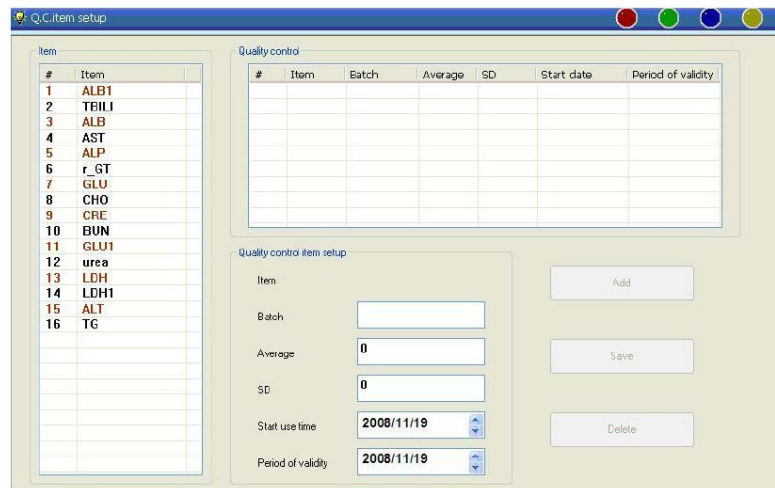 Q.C.item setup
Item
# Item
1 ALB1
2 TBILI
3 ALB
4 AST
5 ALP
6 r_GT
7 GLU
8 CHO
9 CRE
10 BUN
11 GLU1
12 urea
13 LDH
14 LDH1
15 ALT
16 TG
Quality control
# Item Batch Average SD Start date Period of validity
Quality control item setup
Item
Batch
Average 0
SD 0
Start use time 2008/11/19
Period of validity 2008/11/19
Add
Save
Delete